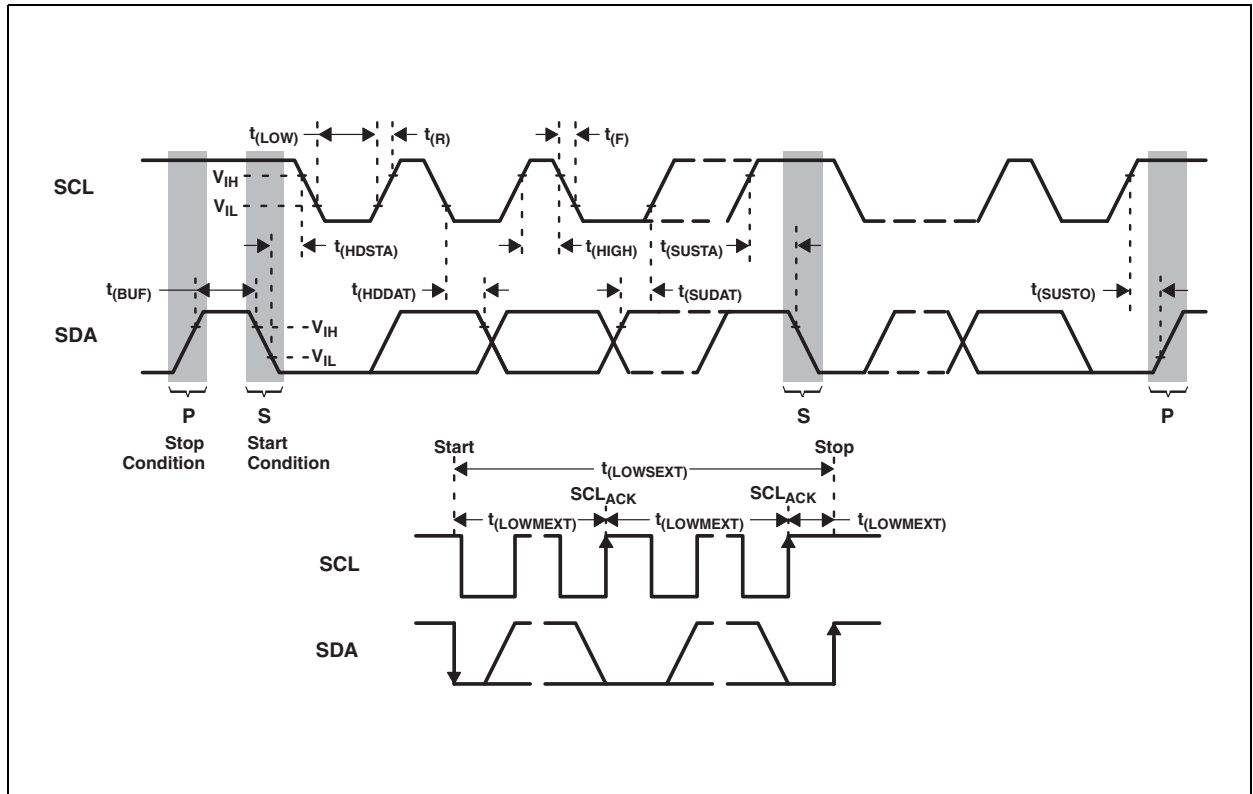 t(LOW) t(R) t(F)
SCL
VIH
VIL
t(HDSTA) t(HIGH) t(SUSTA)
t(BUF) t(HDDAT) t(SUDAT) t(SUSTO)
SDA
VIH
VIL
P S S P
Stop Condition
Start Condition
Start Stop
t(LOWSEXT)
SCLACK SCLACK
t(LOWMEXT) t(LOWMEXT) t(LOWMEXT)
SCL
SDA